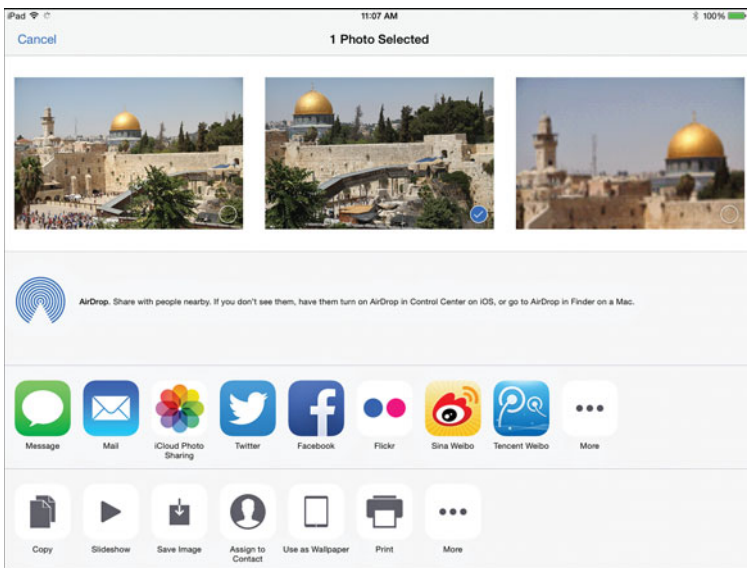 iPad 11:07 AM 100%
Cancel 1 Photo Selected
AirDrop. Share with people nearby. If you don't see them, have them turn on AirDrop in Control Center on iOS, or go to AirDrop in Finder on a Mac.
Message Mail iCloud Photo Twitter Facebook Flickr Sina Weibo Tencent Weibo More
Sharing
Copy Slideshow Save Image Assign to Use as Wallpaper Print More
Contact